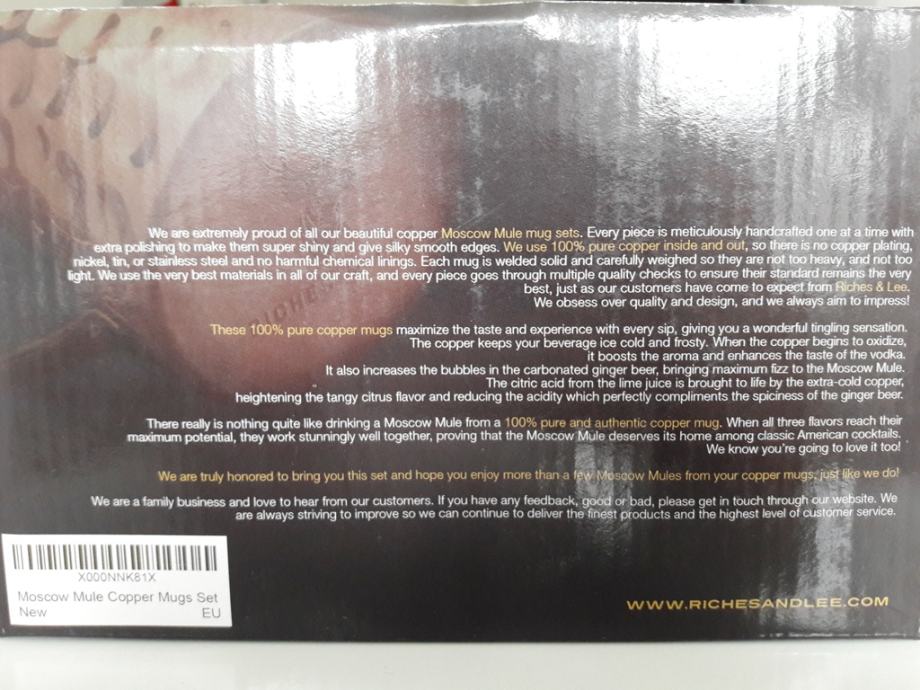 We are extremely proud of all our beautiful copper Moscow Mule mug sets. Every piece is meticulously handcrafted one at a time with
extra polishing to make them super shiny and give silky smooth edges. We use 100% pure copper inside and out, so there is no copper plating,
nickel, tin, or stainless steel and no harmful chemical linings. Each mug is welded solid and carefully weighed so they are not too heavy, and not too
light. We use the very best materials in all of our craft, and every piece goes through multiple quality checks to ensure their standard remains the very
best, just as our customers have come to expect from Riches & Lee.
We obsess over quality and design, and we always aim to impress!
RICHES
These 100% pure copper mugs maximize the taste and experience with every sip, giving you a wonderful tingling sensation.
The copper keeps your beverage ice cold and frosty. When the copper begins to oxidize,
it boosts the aroma and enhances the taste of the vodka.
It also increases the bubbles in the carbonated ginger beer, bringing maximum fizz to the Moscow Mule.
The citric acid from the lime juice is brought to life by the extra-cold copper,
heightening the tangy citrus flavor and reducing the acidity which perfectly compliments the spiciness of the ginger beer.
There really is nothing quite like drinking a Moscow Mule from a 100% pure and authentic copper mug. When all three flavors reach their
maximum potential, they work stunningly well together, proving that the Moscow Mule deserves its home among classic American cocktails.
We know you're going to love it too!
We are truly honored to bring you this set and hope you enjoy more than a few Moscow Mules from your copper mugs, just like we do!
We are a family business and love to hear from our customers. If you have any feedback, good or bad, please get in touch through our website. We
are always striving to improve so we can continue to deliver the finest products and the highest level of customer service.
X000NNK81X
Moscow Mule Copper Mugs Set
New EU
WWW.RICHESANDLEE.COM